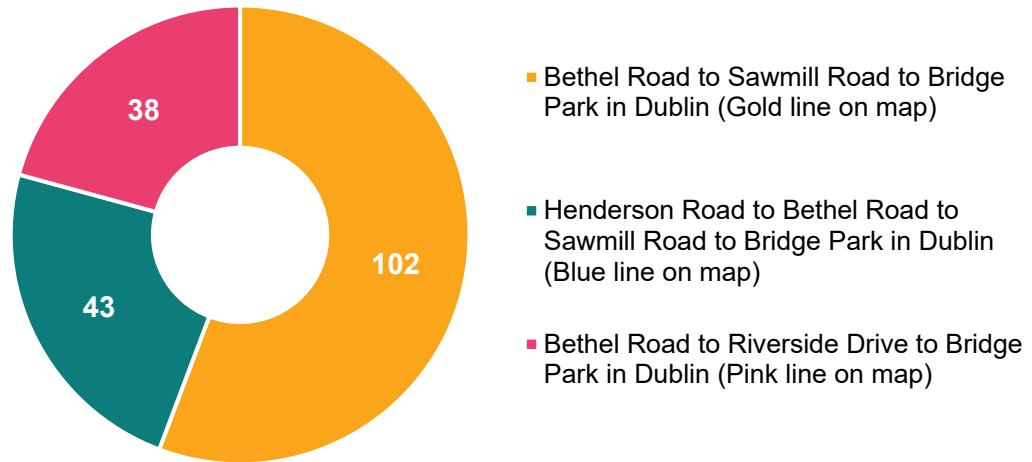 38
102
43
Bethel Road to Sawmill Road to Bridge
Park in Dublin (Gold line on map)
Henderson Road to Bethel Road to
Sawmill Road to Bridge Park in Dublin
(Blue line on map)
Bethel Road to Riverside Drive to Bridge
Park in Dublin (Pink line on map)